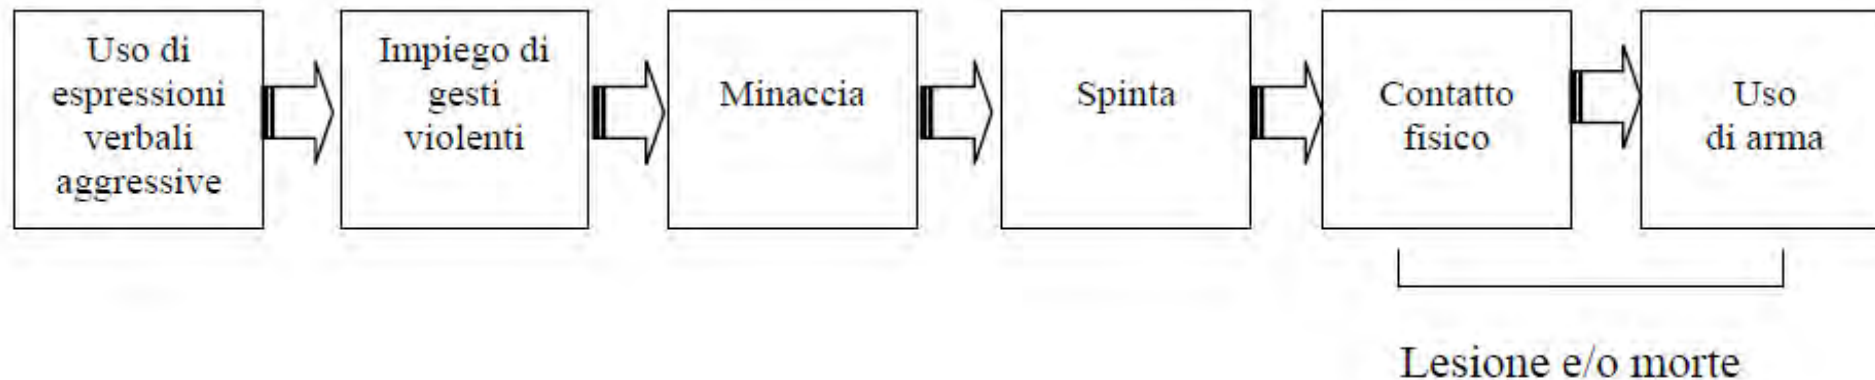 Uso di
espressioni
verbali
aggressive
Impiego di
gesti
violenti
Minaccia
Spinta
Contatto
fisico
Uso
di arma
Lesione e/o morte